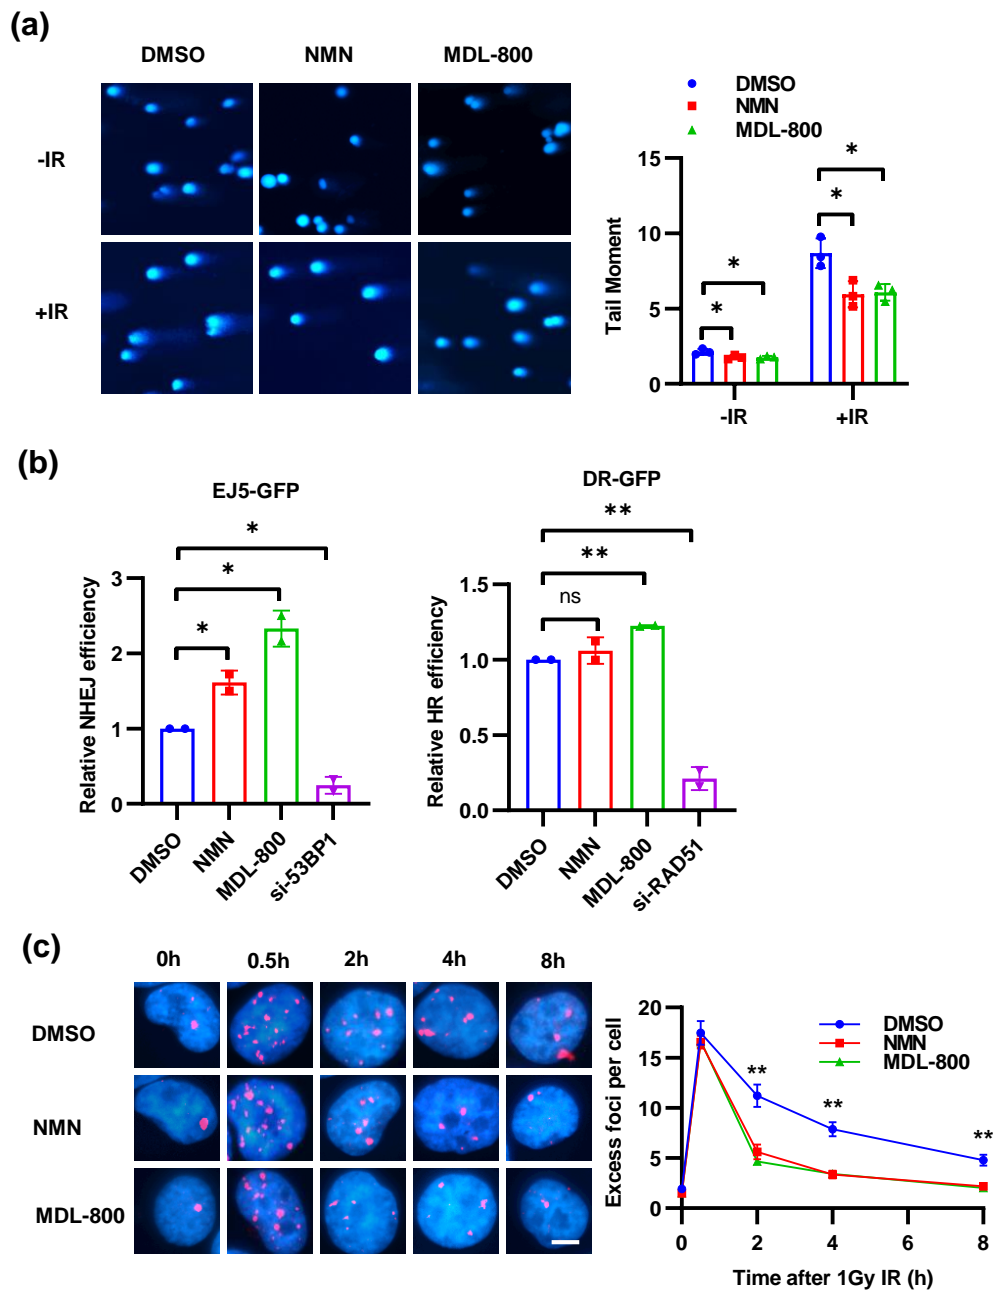 (a)
DMSO NMN MDL-800
-IR
+IR
DMSO
NMN
MDL-800
15
10
5
0
Tail Moment
* * * *
-IR +IR
(b)
EJ5-GFP
* * *
3
2
1
0
Relative NHEJ efficiency
DMSO NMN MDL-800 si-53BP1
DR-GFP
**
**
ns
1.5
1.0
0.5
0.0
Relative HR efficiency
DMSO NMN MDL-800 si-RAD51
(c)
0h 0.5h 2h 4h 8h
DMSO
NMN
MDL-800
20
15
10
5
0
Excess foci per cell
DMSO
NMN
MDL-800
** ** **
0 2 4 6 8
Time after 1Gy IR (h)